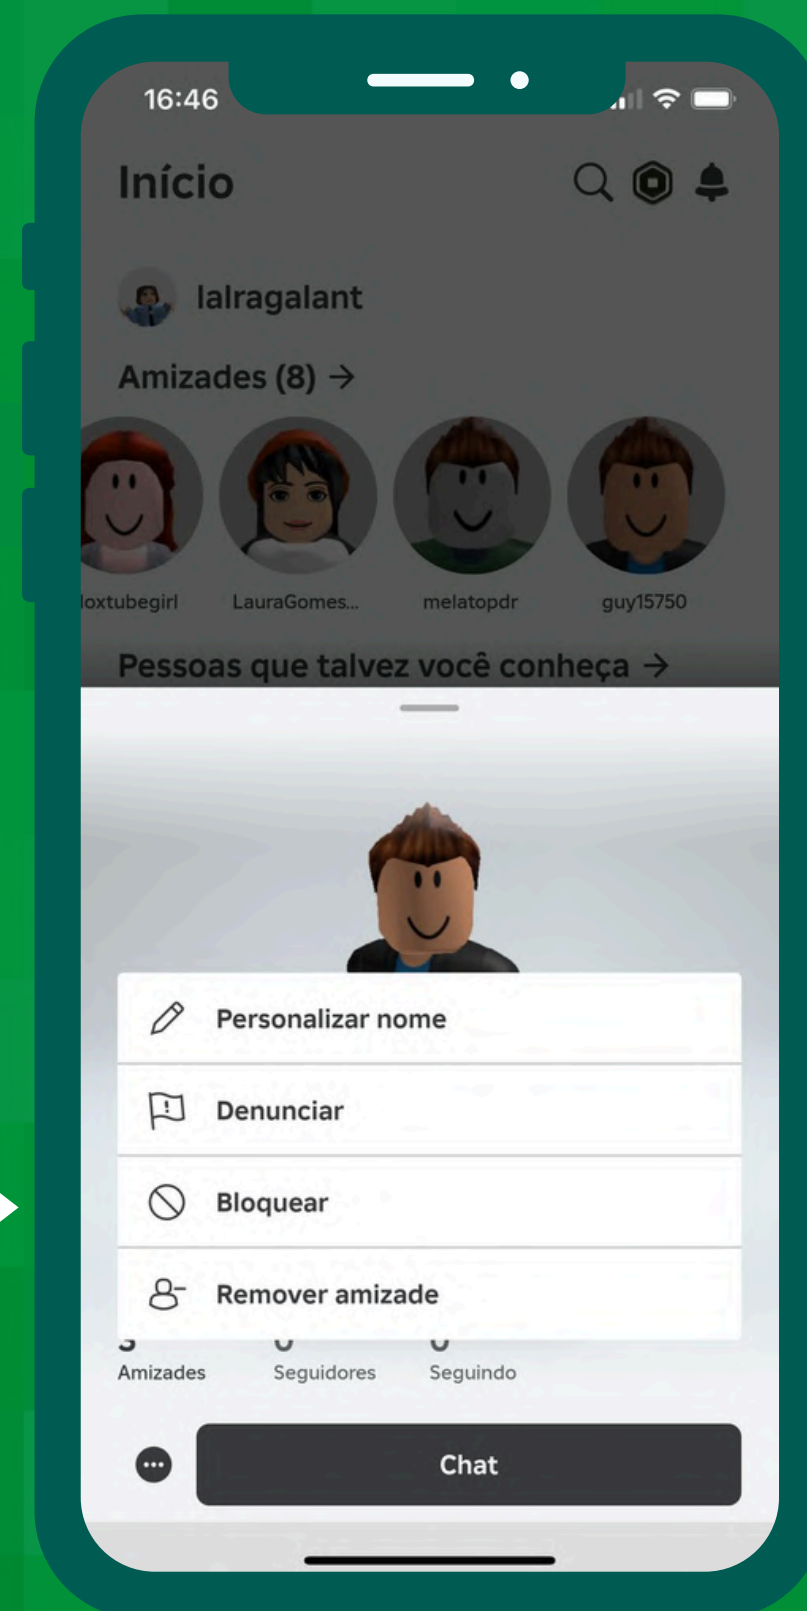 16:46
Início
lalragalant
Amizades (8) →
loxtubegirl LauraGomes... melatopdr guy15750
Pessoas que talvez você conheça →
Personalizar nome
Denunciar
Bloquear
Remover amizade
Amizades Seguidores Seguindo
Chat